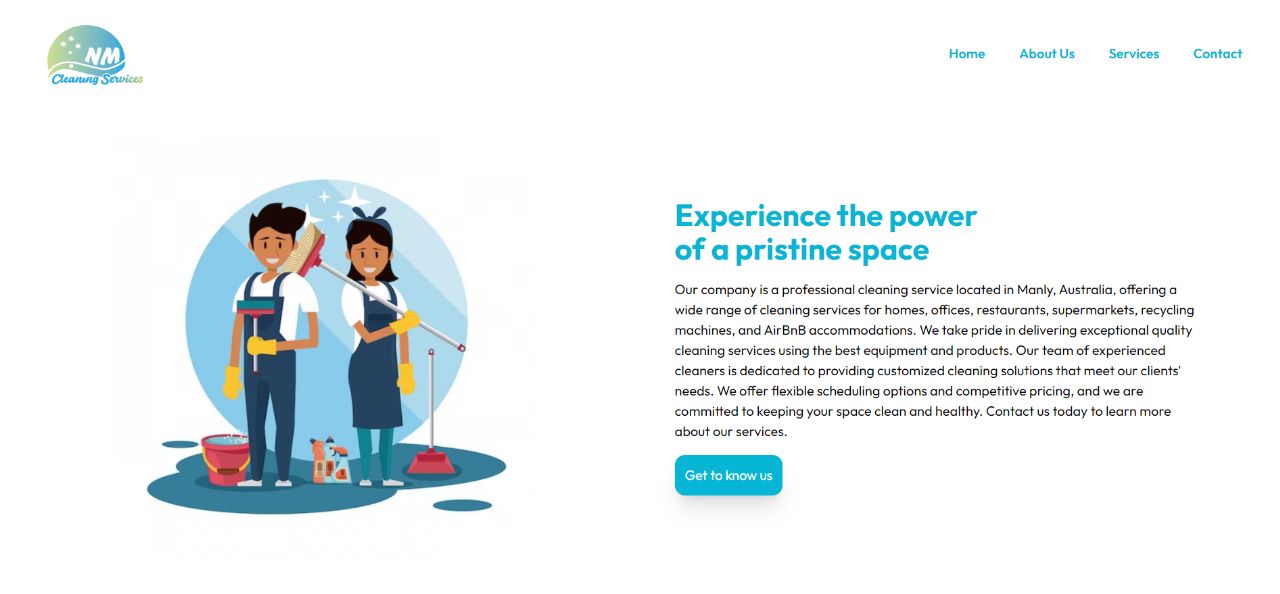 NM
Cleaning Services
Home
About Us
Services
Contact
Experience the power
of a pristine space
Our company is a professional cleaning service located in Manly, Australia, offering a
wide range of cleaning services for homes, offices, restaurants, supermarkets, recycling
machines, and AirBnB accommodations. We take pride in delivering exceptional quality
cleaning services using the best equipment and products. Our team of experienced
cleaners is dedicated to providing customized cleaning solutions that meet our clients'
needs. We offer flexible scheduling options and competitive pricing, and we are
committed to keeping your space clean and healthy. Contact us today to learn more
about our services.
Get to know us